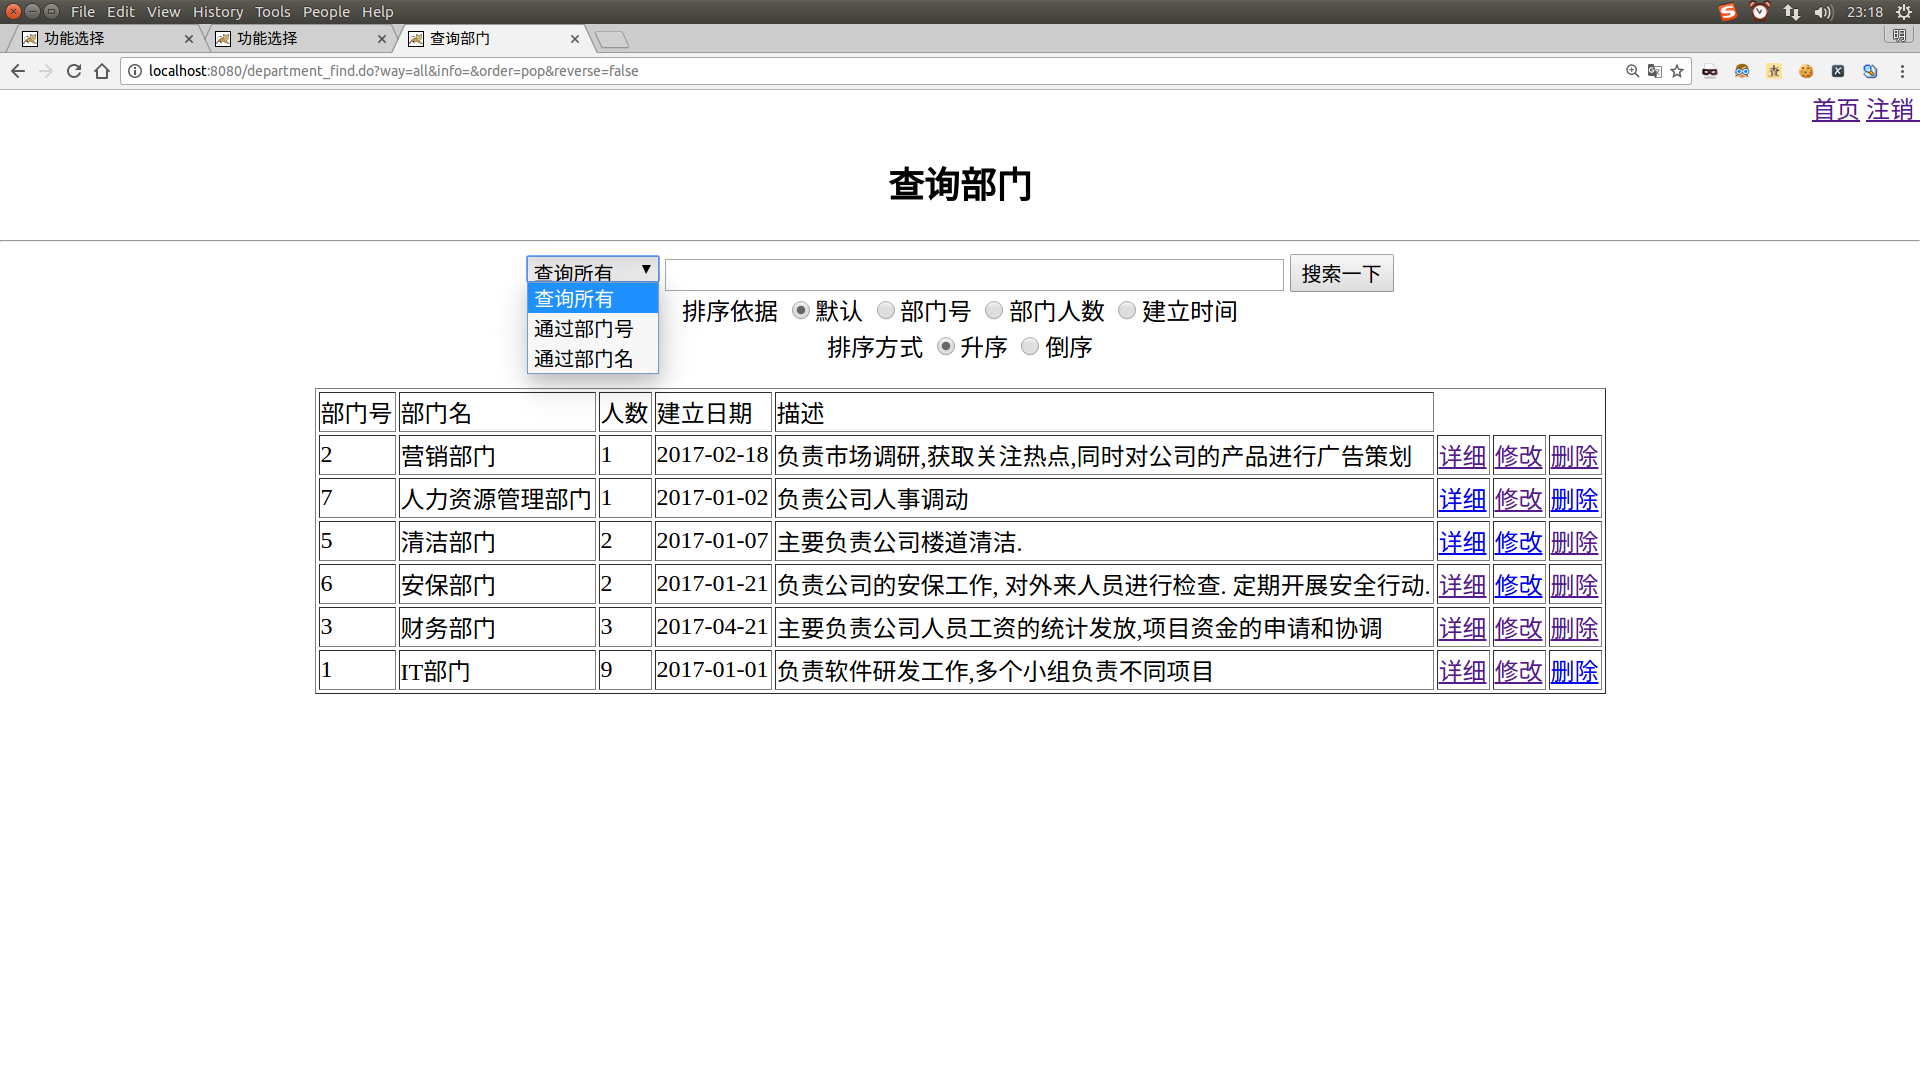 File Edit View History Tools People Help 23:18
功能选择 功能选择 查询部门
localhost:8080/department_find.do?way=all&info=&order=pop&reverse=false
首页 注销
查询部门
查询所有 搜索一下
查询所有
通过部门号
通过部门名
排序依据 默认 部门号 部门人数 建立时间
排序方式 升序 倒序
部门号 部门名 人数 建立日期 描述
2 营销部门 1 2017-02-18 负责市场调研,获取关注热点,同时对公司的产品进行广告策划 详细 修改 删除
7 人力资源管理部门 1 2017-01-02 负责公司人事调动 详细 修改 删除
5 清洁部门 2 2017-01-07 主要负责公司楼道清洁. 详细 修改 删除
6 安保部门 2 2017-01-21 负责公司的安保工作, 对外来人员进行检查. 定期开展安全行动. 详细 修改 删除
3 财务部门 3 2017-04-21 主要负责公司人员工资的统计发放,项目资金的申请和协调 详细 修改 删除
1 IT部门 9 2017-01-01 负责软件研发工作,多个小组负责不同项目 详细 修改 删除